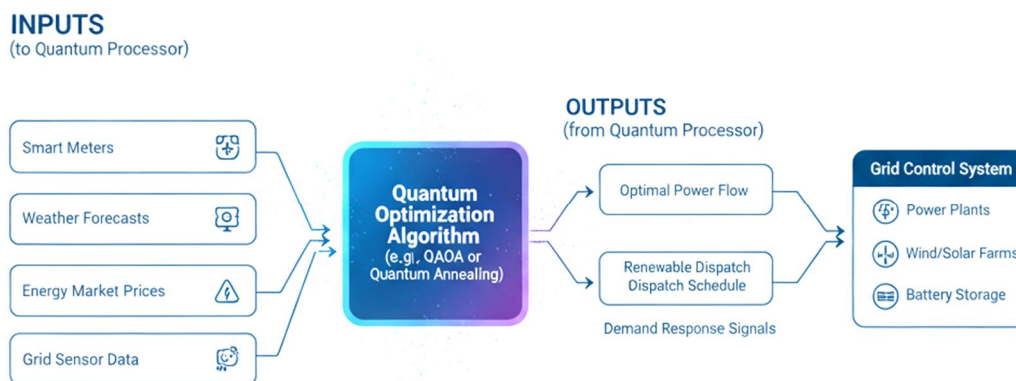 INPUTS
(to Quantum Processor)
Smart Meters
Weather Forecasts
Energy Market Prices
Grid Sensor Data
Quantum
Optimization
Algorithm
(e.g|, QAOA or
Quantum Annealing)
OUTPUTS
(from Quantum Processor)
Optimal Power Flow
Renewable Dispatch
Dispatch Schedule
Demand Response Signals
Grid Control System
Power Plants
Wind/Solar Farms
Battery Storage